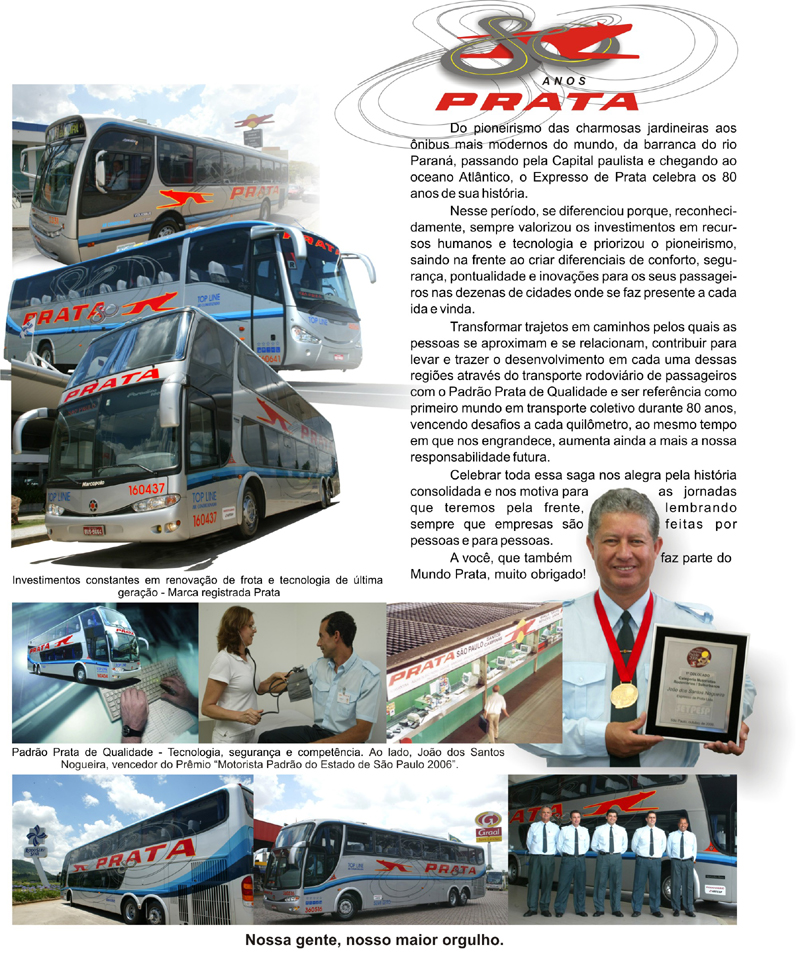 80
ANOS
PRATA
Do pioneirismo das charmosas jardineiras aos
ônibus mais modernos do mundo, da barranca do rio
Paraná, passando pela Capital paulista e chegando ao
oceano Atlântico, o Expresso de Prata celebra os 80
anos de sua história.
Nesse período, se diferenciou porque, reconheci-
damente, sempre valorizou os investimentos em recur-
sos humanos e tecnologia e priorizou o pioneirismo,
saindo na frente ao criar diferenciais de conforto, segu-
rança, pontualidade e inovações para os seus passagei-
ros nas dezenas de cidades onde se faz presente a cada
ida e vinda.
Transformar trajetos em caminhos pelos quais as
pessoas se aproximam e se relacionam, contribuir para
levar e trazer o desenvolvimento em cada uma dessas
regiões através do transporte rodoviário de passageiros
com o Padrão Prata de Qualidade e ser referência como
primeiro mundo em transporte coletivo durante 80 anos,
vencendo desafios a cada quilômetro, ao mesmo tempo
em que nos engrandece, aumenta ainda a mais a nossa
responsabilidade futura.
Celebrar toda essa saga nos alegra pela história
consolidada e nos motiva para as jornadas
que teremos pela frente, lembrando
sempre que empresas são feitas por
pessoas e para pessoas.
A você, que também faz parte do
Mundo Prata, muito obrigado!
PRATA
PRATA
PRATA
TOP LINE
TOP LINE
PRATA
Marcopolo
160437
TOP LINE
160437
Investimentos constantes em renovação de frota e tecnologia de última
geração - Marca registrada Prata
PRATA
PRATA SÃO PAULO
João dos Santos Nogueira
Padrão Prata de Qualidade - Tecnologia, segurança e competência. Ao lado, João dos Santos
Nogueira, vencedor do Prêmio “Motorista Padrão do Estado de São Paulo 2006”.
PRATA
TOP LINE
PRATA
Graal
PRATA
Nossa gente, nosso maior orgulho.